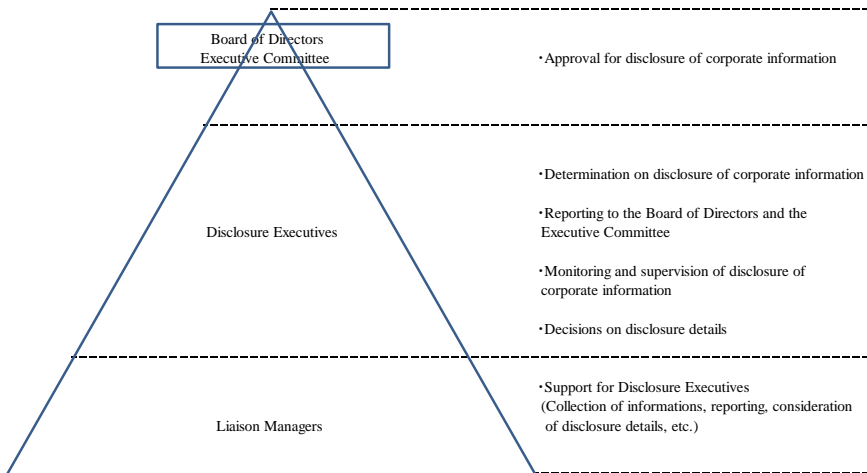 Board of Directors
Executive Committee
・Approval for disclosure of corporate information
・Determination on disclosure of corporate information
・Reporting to the Board of Directors and the
Executive Committee
Disclosure Executives
・Monitoring and supervision of disclosure of
corporate information
・Decisions on disclosure details
・Support for Disclosure Executives
(Collection of informations, reporting, consideration
of disclosure details, etc.)
Liaison Managers